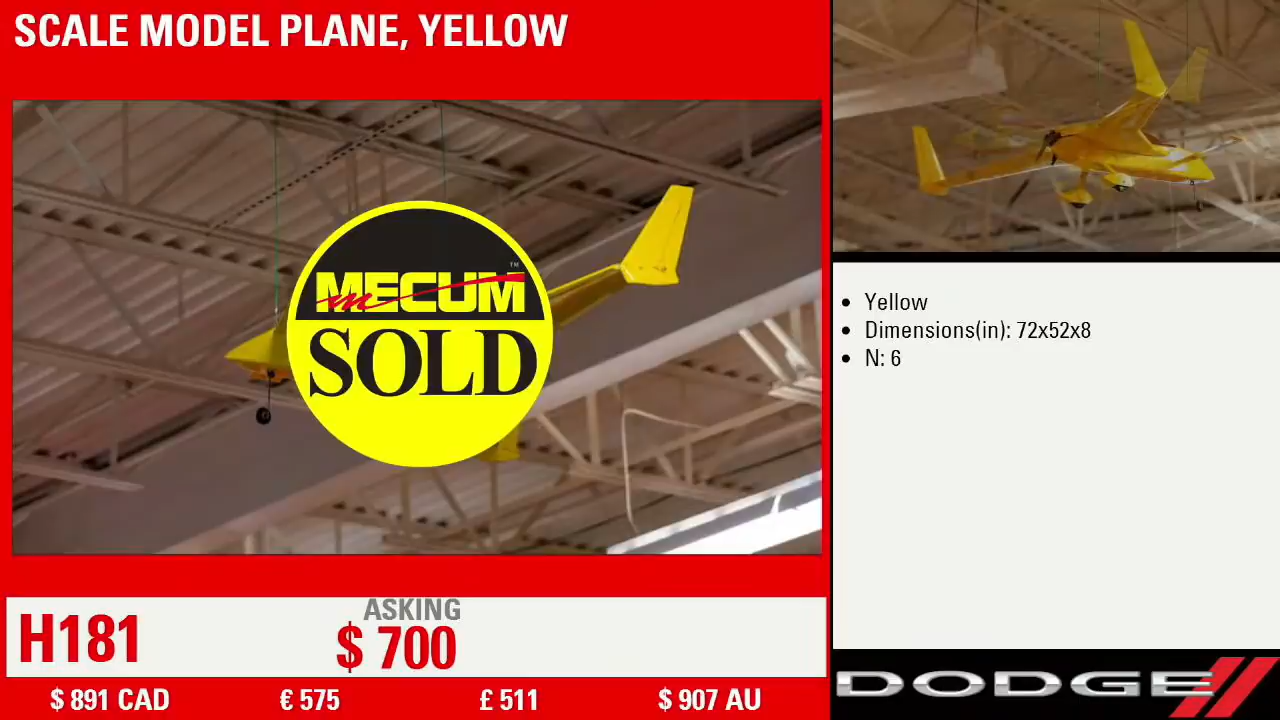 SCALE MODEL PLANE, YELLOW
MECUM™
SOLD
• Yellow
• Dimensions(in): 72x52x8
• N: 6
H181
ASKING
$ 700
$ 891 CAD
€ 575
£ 511
$ 907 AU
DODGE